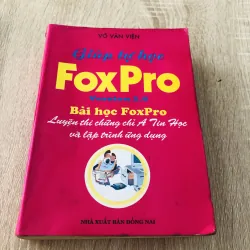 VÕ VĂN VIỆN
Giúp tự học
FoxPro
Bài học FoxPro
Luyện thi chứng chỉ A Tin Học
và lập trình ứng dụng
NHÀ XUẤT BẢN ĐỒNG NAI